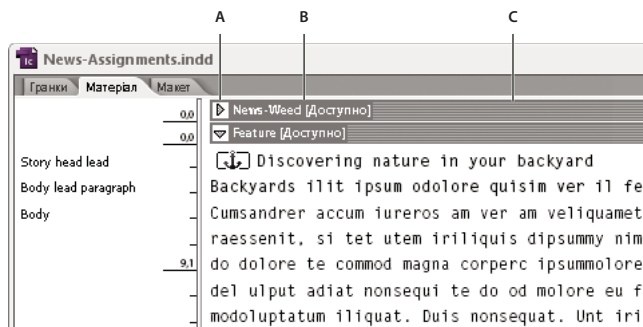 A B C
Ic News-Assignments.indd
Гранки Матеріал Макет
0,0 News-Weed [Доступно]
0,0 Feature [Доступно]
Story head lead Discovering nature in your backyard
Body lead paragraph Backyards ilit ipsum odolore quisim ver il fe
Body Cumsandrer accum iureros am ver am veliquamet
raessenit, si tet utem iriliquis dipsummy nim
9,1 do dolore te commod magna corperc ipsummolore
del ulput adiat nonsequi te do od molore eu f
modoluptatum iliquat. Duis nonsequat. Unt iri